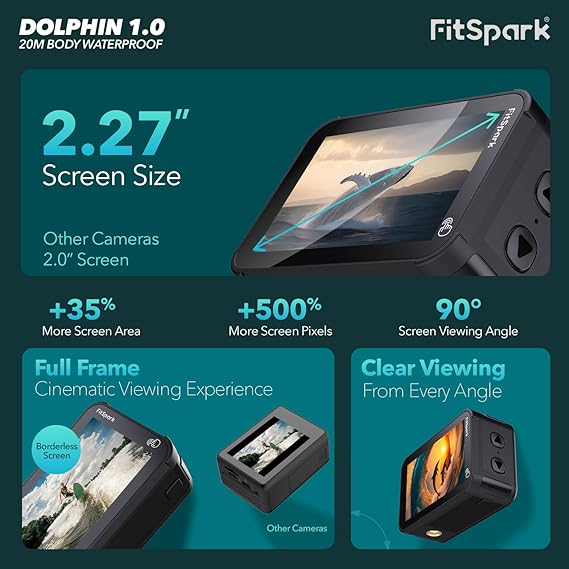 DOLPHIN 1.0
20M BODY WATERPROOF
FitSpark®
2.27"
Screen Size
Other Cameras
2.0" Screen
FitSpark
+35%
More Screen Area
+500%
More Screen Pixels
90°
Screen Viewing Angle
Full Frame
Cinematic Viewing Experience
Borderless
Screen
FitSpark
Other Cameras
Clear Viewing
From Every Angle
FitSpark